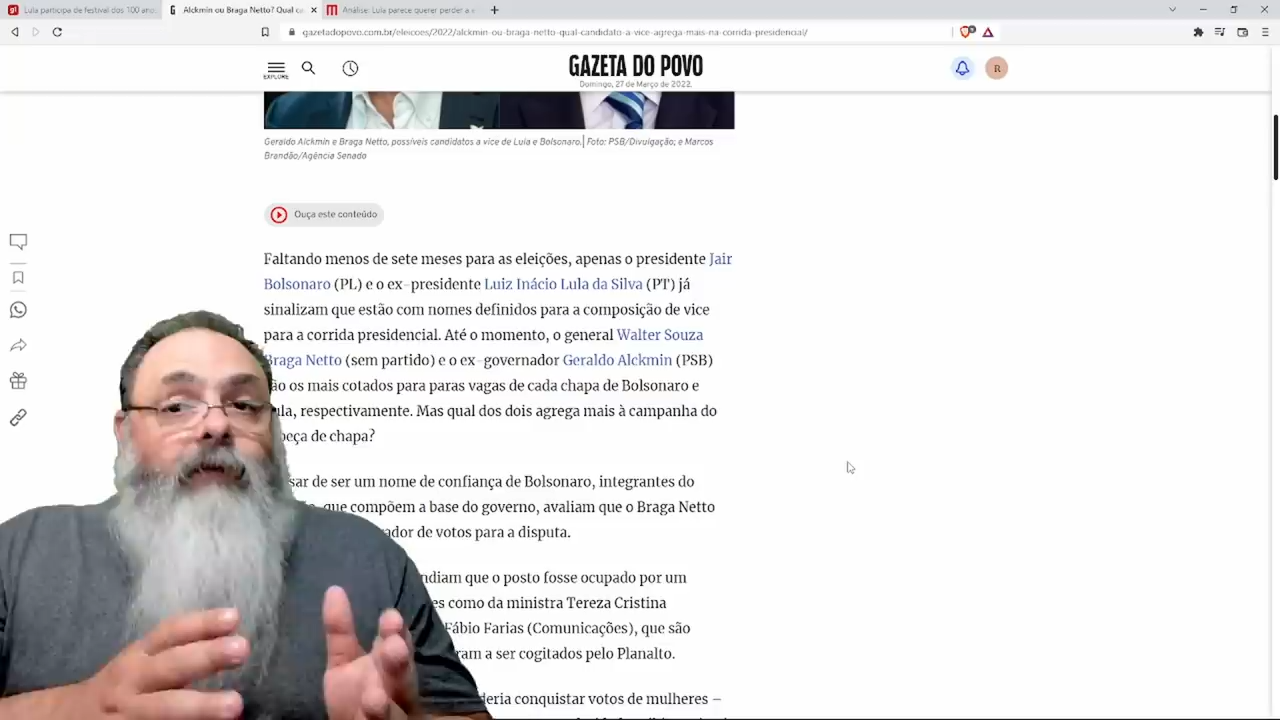 Lula participa de festival dos 100 ano
Alckmin ou Braga Netto? Qual ca
Análise: Lula parece querer perder a e
gazetadopovo.com.br/eleicoes/2022/alckmin-ou-braga-netto-qual-candidato-a-vice-agrega-mais-na-corrida-presidencial/
EXPLORE
GAZETA DO POVO
R
Domingo, 27 de Março de 2022.
Geraldo Alckmin e Braga Netto, possíveis candidatos a vice de Lula e Bolsonaro.| Foto: PSB/Divulgação; e Marcos
Brandão/Agência Senado
Ouça este conteúdo
Faltando menos de sete meses para as eleições, apenas o presidente Jair
Bolsonaro (PL) e o ex-presidente Luiz Inácio Lula da Silva (PT) já
sinalizam que estão com nomes definidos para a composição de vice
para a corrida presidencial. Até o momento, o general Walter Souza
Braga Netto (sem partido) e o ex-governador Geraldo Alckmin (PSB)
ão os mais cotados para paras vagas de cada chapa de Bolsonaro e
ula, respectivamente. Mas qual dos dois agrega mais à campanha do
beça de chapa?
sar de ser um nome de confiança de Bolsonaro, integrantes do
que compõem a base do governo, avaliam que o Braga Netto
ador de votos para a disputa.
ndiam que o posto fosse ocupado por um
es como da ministra Tereza Cristina
Fábio Farias (Comunicações), que são
ram a ser cogitados pelo Planalto.
deria conquistar votos de mulheres –